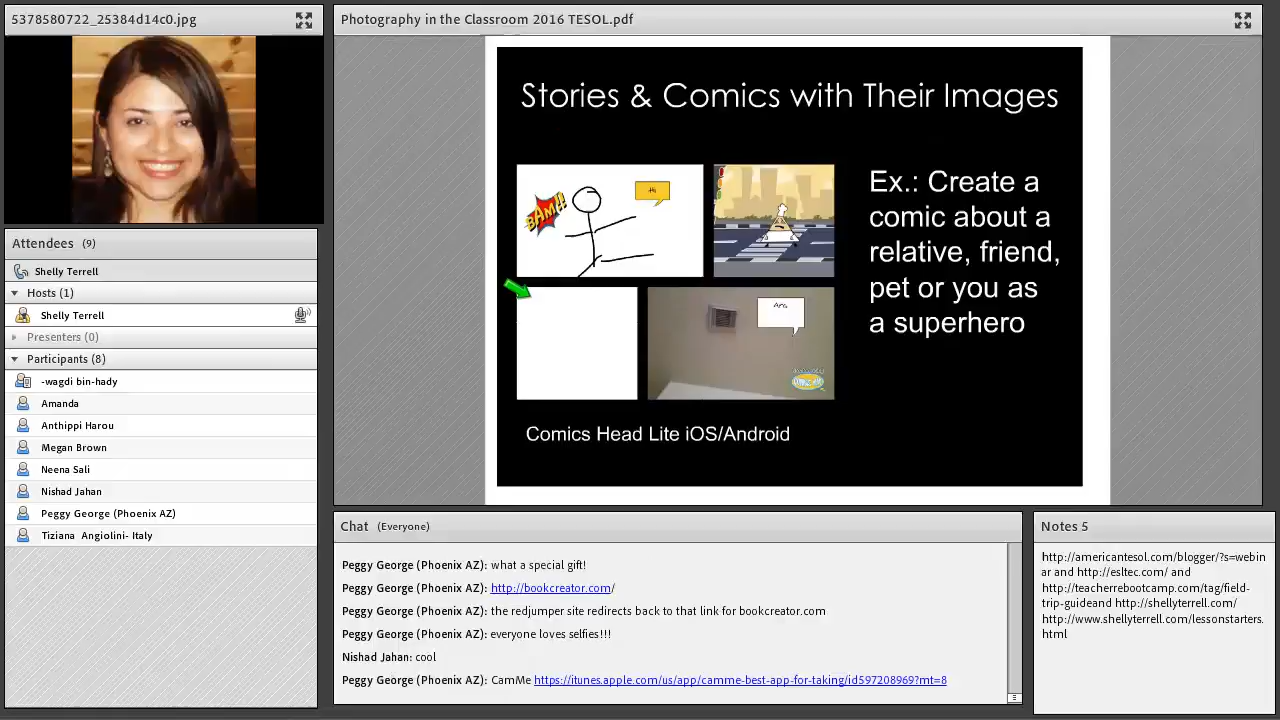 5378580722_25384d14c0.jpg
Attendees (9)
Shelly Terrell
Hosts (1)
Shelly Terrell
Presenters (0)
Participants (8)
-wagdi bin-hady
Amanda
Anthippi Harou
Megan Brown
Neena Sali
Nishad Jahan
Peggy George (Phoenix AZ)
Tiziana Angiolini- Italy
Photography in the Classroom 2016 TESOL.pdf
Stories & Comics with Their Images
BAM!!
Hi
Ex.: Create a
comic about a
relative, friend,
pet or you as
a superhero
Comics Head Lite iOS/Android
Chat (Everyone)
Peggy George (Phoenix AZ): what a special gift!
Peggy George (Phoenix AZ): http://bookcreator.com/
Peggy George (Phoenix AZ): the redjumper site redirects back to that link for bookcreator.com
Peggy George (Phoenix AZ): everyone loves selfies!!!
Nishad Jahan: cool
Peggy George (Phoenix AZ): CamMe https://itunes.apple.com/us/app/camme-best-app-for-taking/id597208969?mt=8
Notes 5
http://americantesol.com/blogger/?s=webin
ar and http://esltec.com/ and
http://teacherrebootcamp.com/tag/field-
trip-guideand http://shellyterrell.com/
http://www.shellyterrell.com/lessonstarters.
html